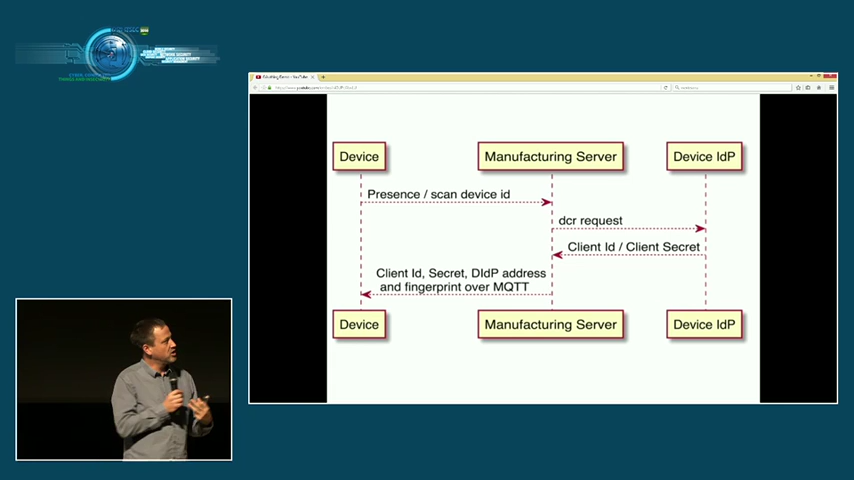 Device
Manufacturing Server
Device IdP
Presence / scan device id
dcr request
Client Id / Client Secret
Client Id, Secret, DIdP address
and fingerprint over MQTT
Device
Manufacturing Server
Device IdP